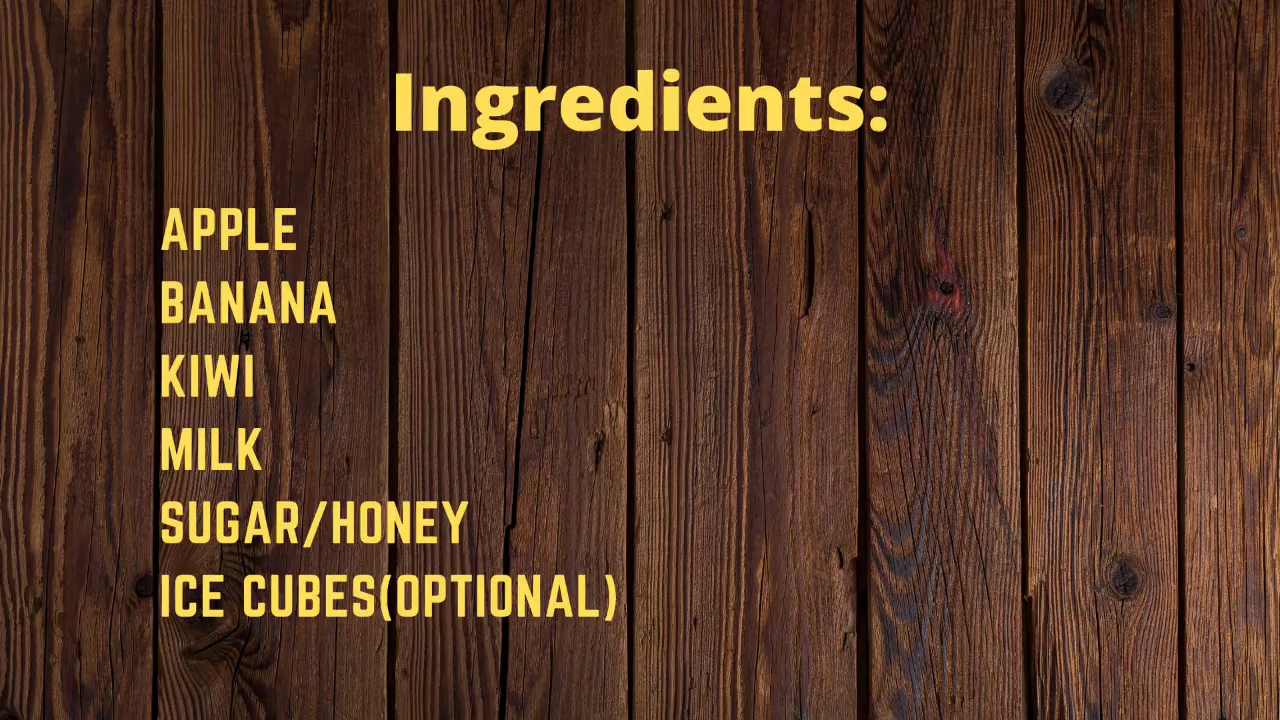 Ingredients:
APPLE
BANANA
KIWI
MILK
SUGAR/HONEY
ICE CUBES(OPTIONAL)